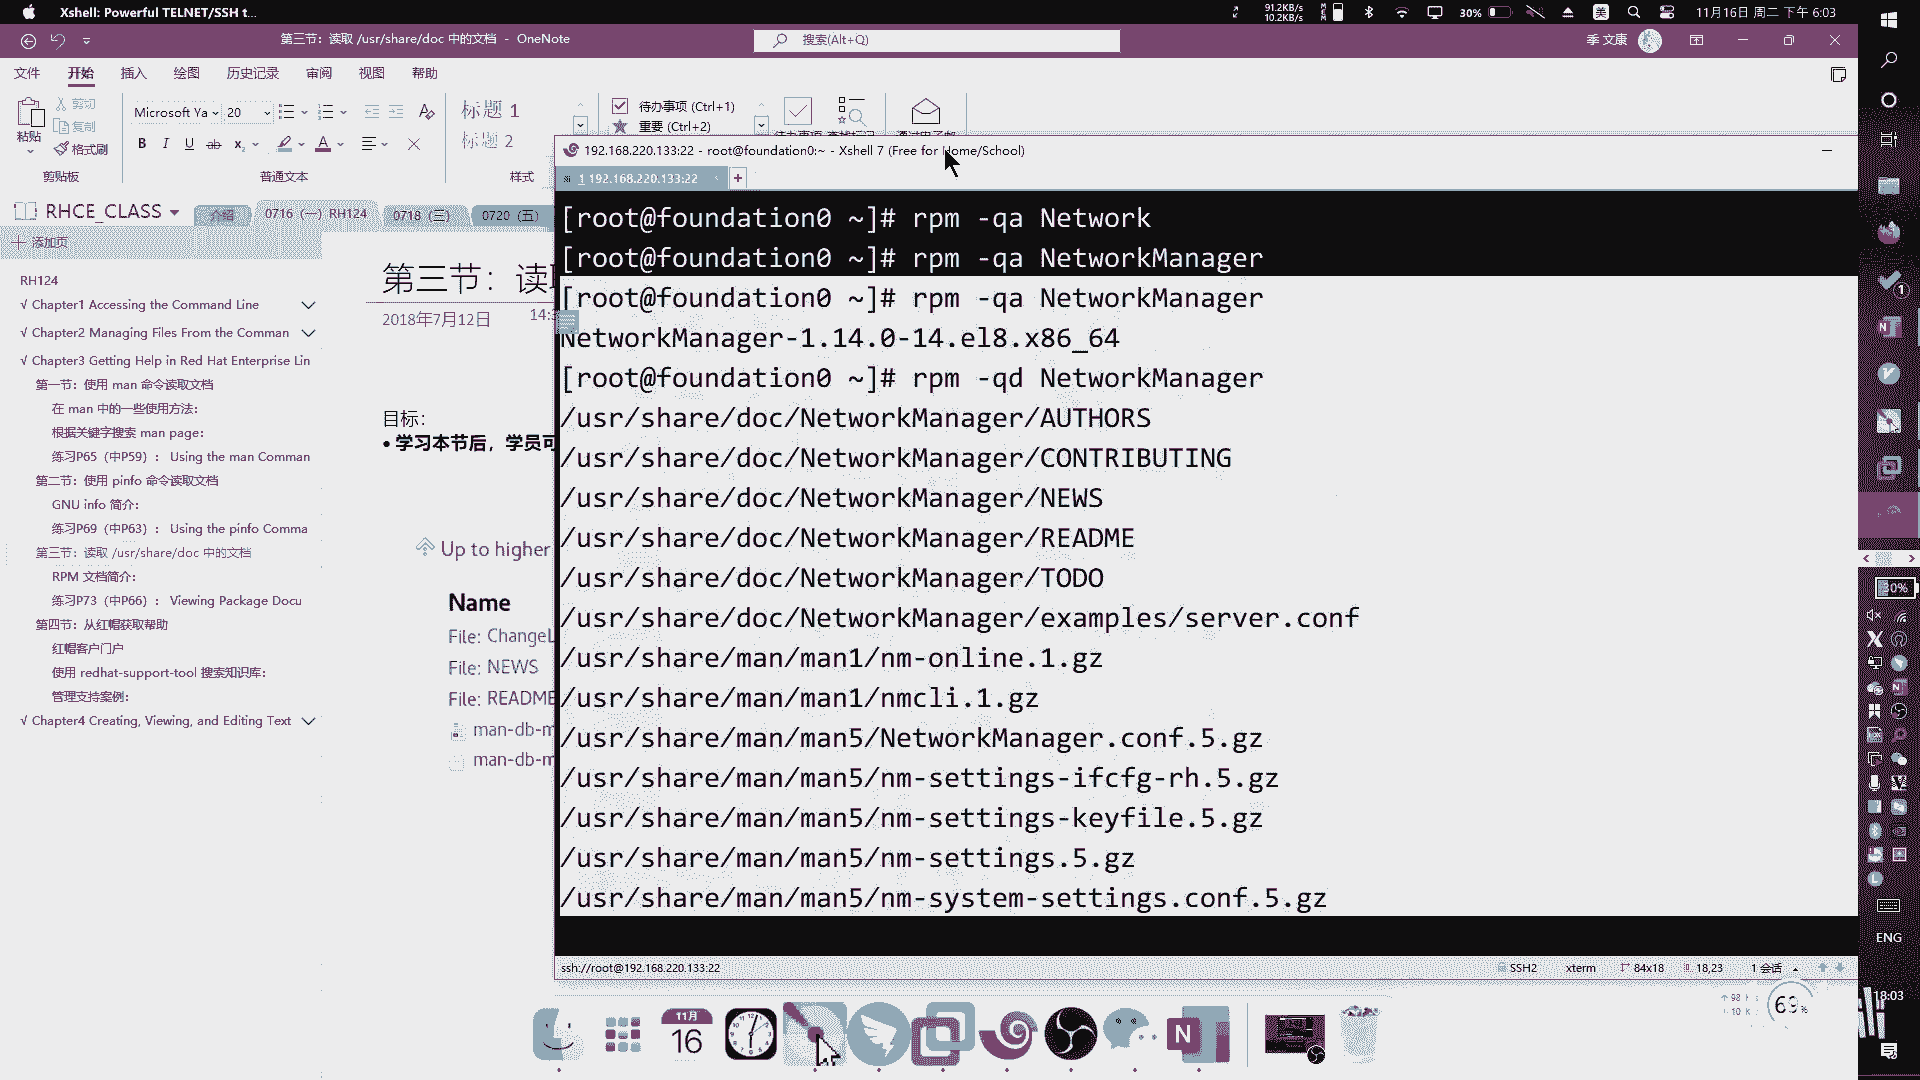 Xshell: Powerful TELNET/SSH t...
91.2KB/s
10.2KB/s
30%
美
11月16日 周二 下午 6:03
第三节：读取 /usr/share/doc 中的文档 - OneNote
搜索(Alt+Q)
季 文康
文件 开始 插入 绘图 历史记录 审阅 视图 帮助
粘贴
剪切
复制
格式刷
剪贴板
Microsoft Ya
20
B I U ab x
A
普通文本
标题 1
标题 2
样式
待办事项 (Ctrl+1)
重要 (Ctrl+2)
RHCE_CLASS
介绍
0716 (一) RH124
0718 (三)
0720 (五)
添加页
RH124
√ Chapter1 Accessing the Command Line
√ Chapter2 Managing Files From the Comman
√ Chapter3 Getting Help in Red Hat Enterprise Lin
第一节：使用 man 命令读取文档
在 man 中的一些使用方法:
根据关键字搜索 man page:
练习P65（中P59）： Using the man Comman
第二节：使用 pinfo 命令读取文档
GNU info 简介:
练习P69（中P63）： Using the pinfo Comma
第三节：读取 /usr/share/doc 中的文档
RPM 文档简介:
练习P73（中P66）： Viewing Package Docu
第四节：从红帽获取帮助
红帽客户门户
使用 redhat-support-tool 搜索知识库:
管理支持案例:
√ Chapter4 Creating, Viewing, and Editing Text
第三节：读
2018年7月12日
14:
目标:
• 学习本节后，学员可
Up to higher
Name
File: ChangeL
File: NEWS
File: README
man-db-m
man-db-m
192.168.220.133:22 - root@foundation0:~ - Xshell 7 (Free for Home/School)
1 192.168.220.133:22
[root@foundation0 ~]# rpm -qa Network
[root@foundation0 ~]# rpm -qa NetworkManager
[root@foundation0 ~]# rpm -qa NetworkManager
NetworkManager-1.14.0-14.el8.x86_64
[root@foundation0 ~]# rpm -qd NetworkManager
/usr/share/doc/NetworkManager/AUTHORS
/usr/share/doc/NetworkManager/CONTRIBUTING
/usr/share/doc/NetworkManager/NEWS
/usr/share/doc/NetworkManager/README
/usr/share/doc/NetworkManager/TODO
/usr/share/doc/NetworkManager/examples/server.conf
/usr/share/man/man1/nm-online.1.gz
/usr/share/man/man1/nmcli.1.gz
/usr/share/man/man5/NetworkManager.conf.5.gz
/usr/share/man/man5/nm-settings-ifcfg-rh.5.gz
/usr/share/man/man5/nm-settings-keyfile.5.gz
/usr/share/man/man5/nm-settings.5.gz
/usr/share/man/man5/nm-system-settings.conf.5.gz
ssh://root@192.168.220.133:22
SSH2
xterm
84x18
18,23
1 会话
11月
16
69%
ENG
18:03